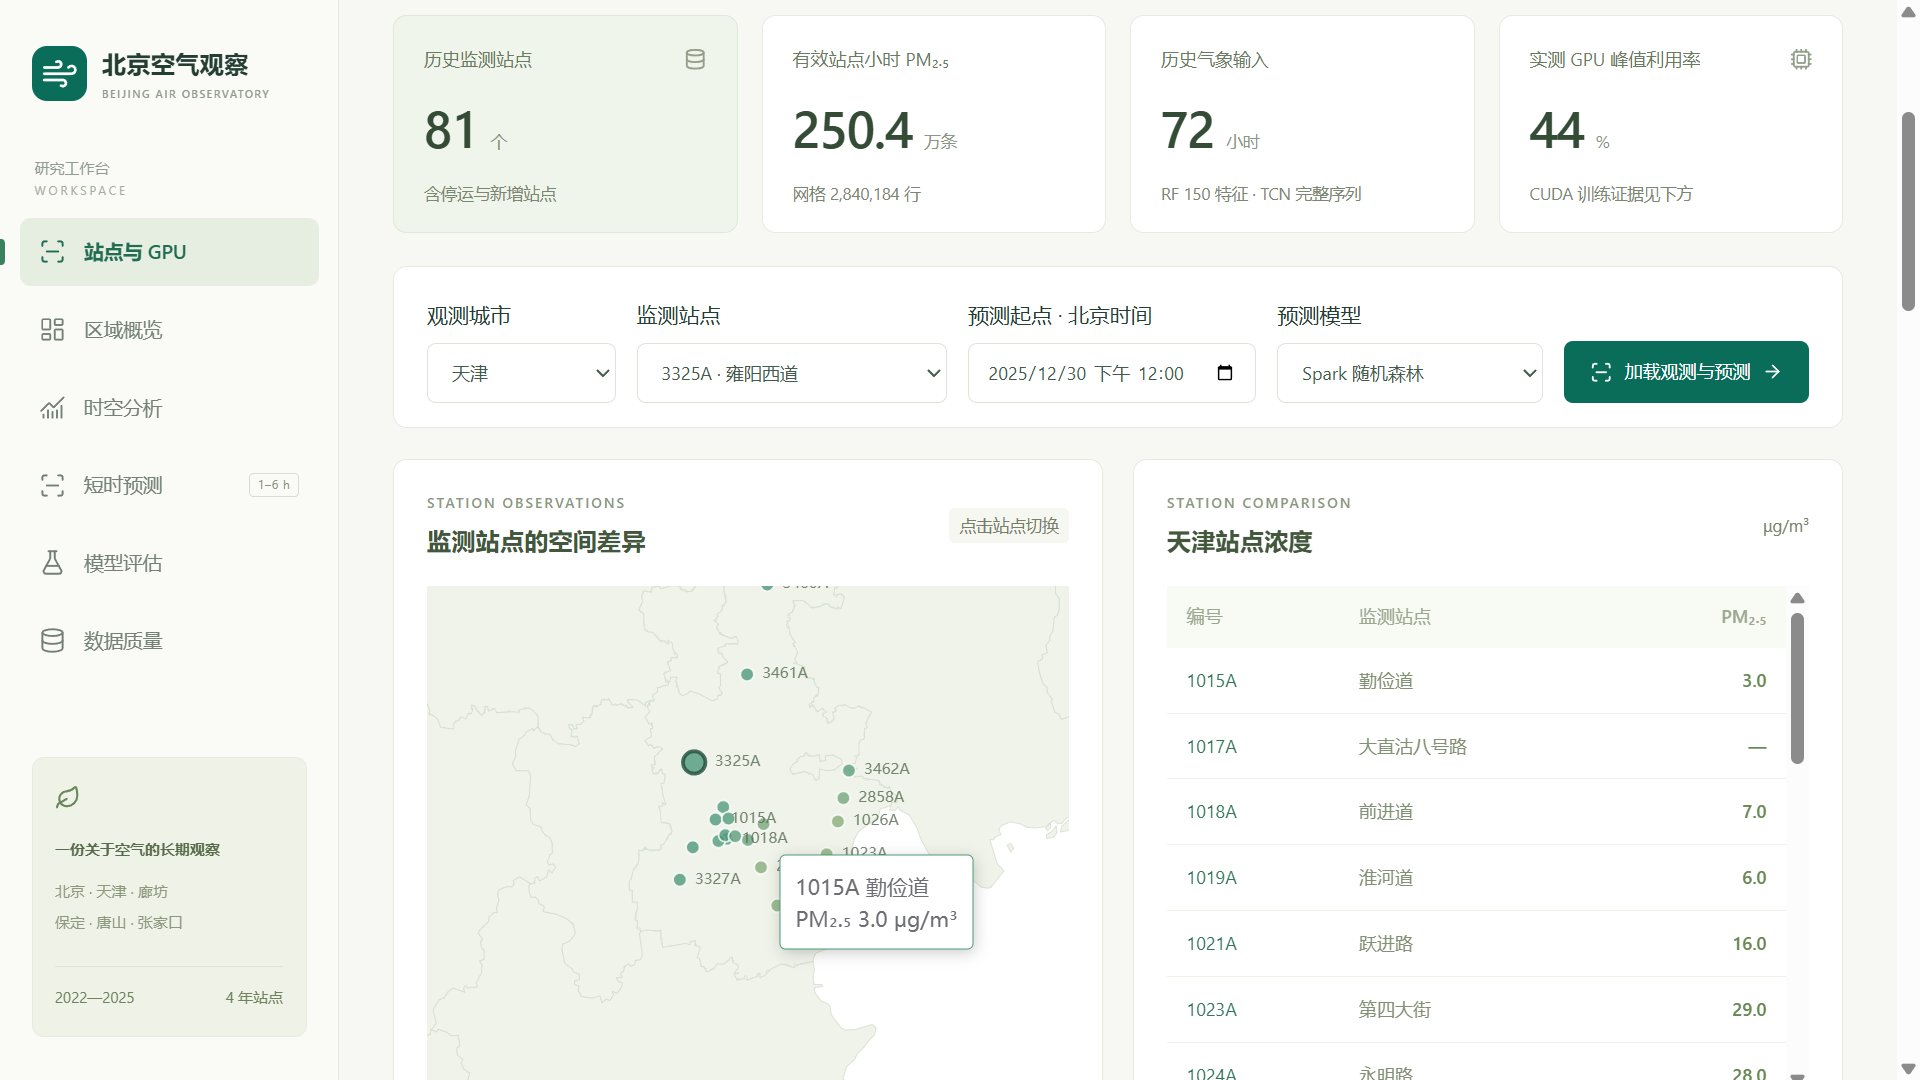 北京空气观察
BEIJING AIR OBSERVATORY
研究工作台
WORKSPACE
站点与 GPU
区域概览
时空分析
短时预测
1–6 h
模型评估
数据质量
一份关于空气的长期观察
北京 · 天津 · 廊坊
保定 · 唐山 · 张家口
2022—2025
4 年站点
历史监测站点
81 个
含停运与新增站点
有效站点小时 PM₂.₅
250.4 万条
网格 2,840,184 行
历史气象输入
72 小时
RF 150 特征 · TCN 完整序列
实测 GPU 峰值利用率
44 %
CUDA 训练证据见下方
观测城市
天津
监测站点
3325A · 雍阳西道
预测起点 · 北京时间
2025/12/30 下午 12:00
预测模型
Spark 随机森林
加载观测与预测
STATION OBSERVATIONS
监测站点的空间差异
点击站点切换
3461A
3325A
3462A
2858A
1015A
1026A
1018A
1023A
3327A
1015A 勤俭道
PM₂.₅ 3.0 μg/m³
STATION COMPARISON
天津站点浓度
μg/m³
编号 监测站点 PM₂.₅
1015A 勤俭道 3.0
1017A 大直沽八号路 —
1018A 前进道 7.0
1019A 淮河道 6.0
1021A 跃进路 16.0
1023A 第四大街 29.0
1024A 永明路 28.0